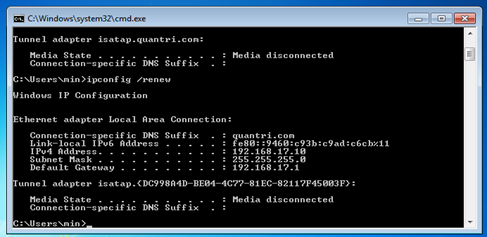 C:\Windows\system32\cmd.exe
Tunnel adapter isatap.quantri.com:
Media State . . . . . . . . . . . : Media disconnected
Connection-specific DNS Suffix  . :
C:\Users\min>ipconfig /renew
Windows IP Configuration
Ethernet adapter Local Area Connection:
Connection-specific DNS Suffix  . : quantri.com
Link-local IPv6 Address . . . . . : fe80::9460:c93b:c9ad:c6cb%11
IPv4 Address. . . . . . . . . . . : 192.168.17.10
Subnet Mask . . . . . . . . . . . : 255.255.255.0
Default Gateway . . . . . . . . . : 192.168.17.1
Tunnel adapter isatap.{DC998A4D-BE04-4C77-81EC-82117F45003F}:
Media State . . . . . . . . . . . : Media disconnected
Connection-specific DNS Suffix  . :
C:\Users\min>_